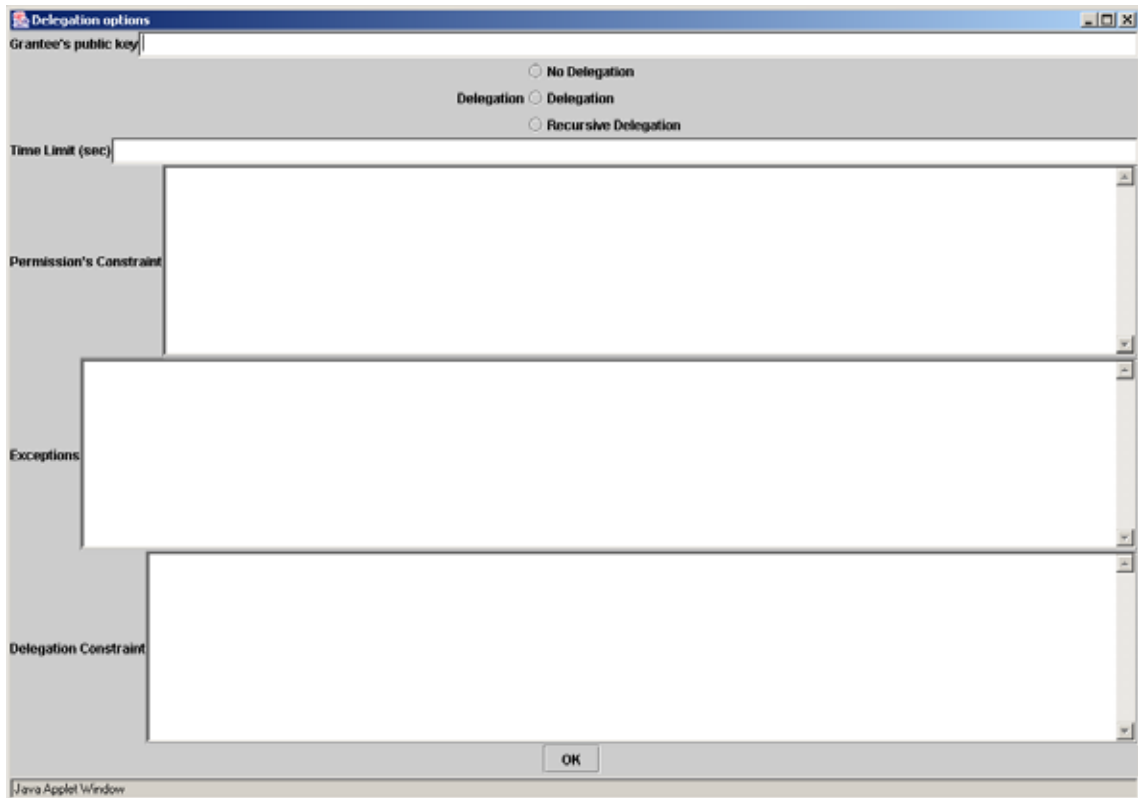 Delegation options
Grantee's public key
No Delegation
Delegation Delegation
Recursive Delegation
Time Limit (sec)
Permission's Constraint
Exceptions
Delegation Constraint
OK
Java Applet Window